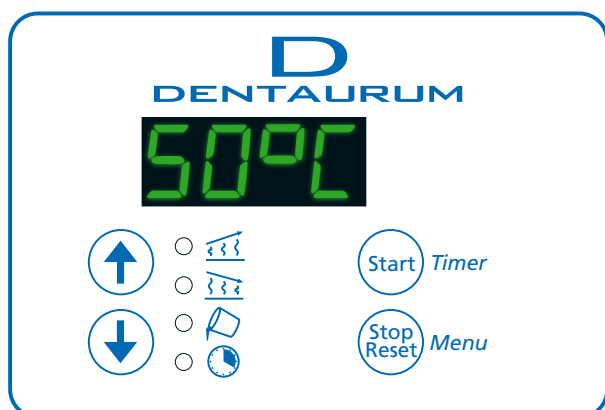 D
DENTAURUM
50°C
Start Timer
Stop
Reset Menu